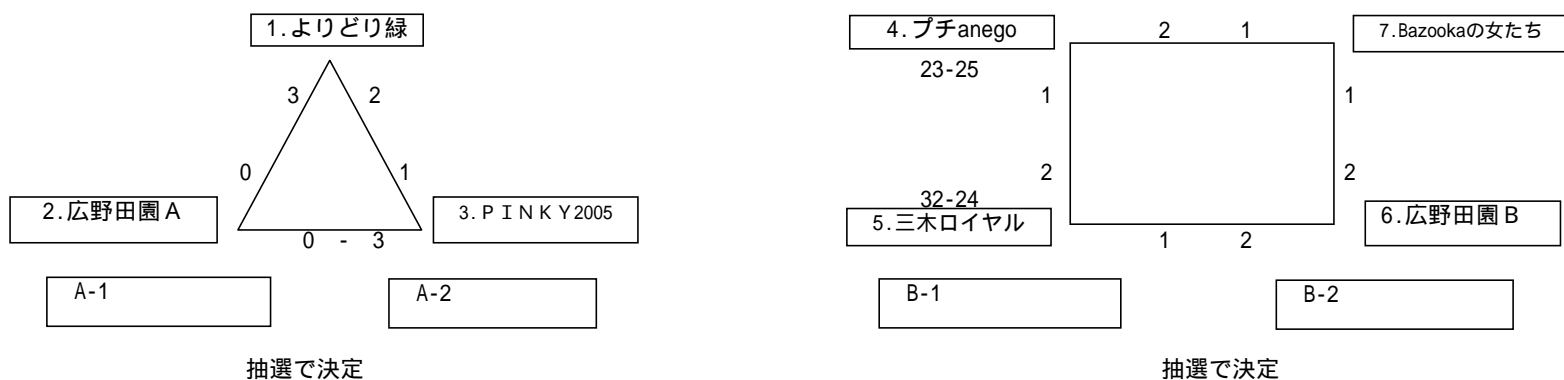 1.よりどり緑
3 2
0 1
2.広野田園A
3.ＰＩＮＫＹ2005
0 - 3
A-1
A-2
抽選で決定
4.プチanego
2 1
7.Bazookaの女たち
23-25
1 1
2 2
32-24
5.三木ロイヤル
6.広野田園B
1 2
B-1
B-2
抽選で決定